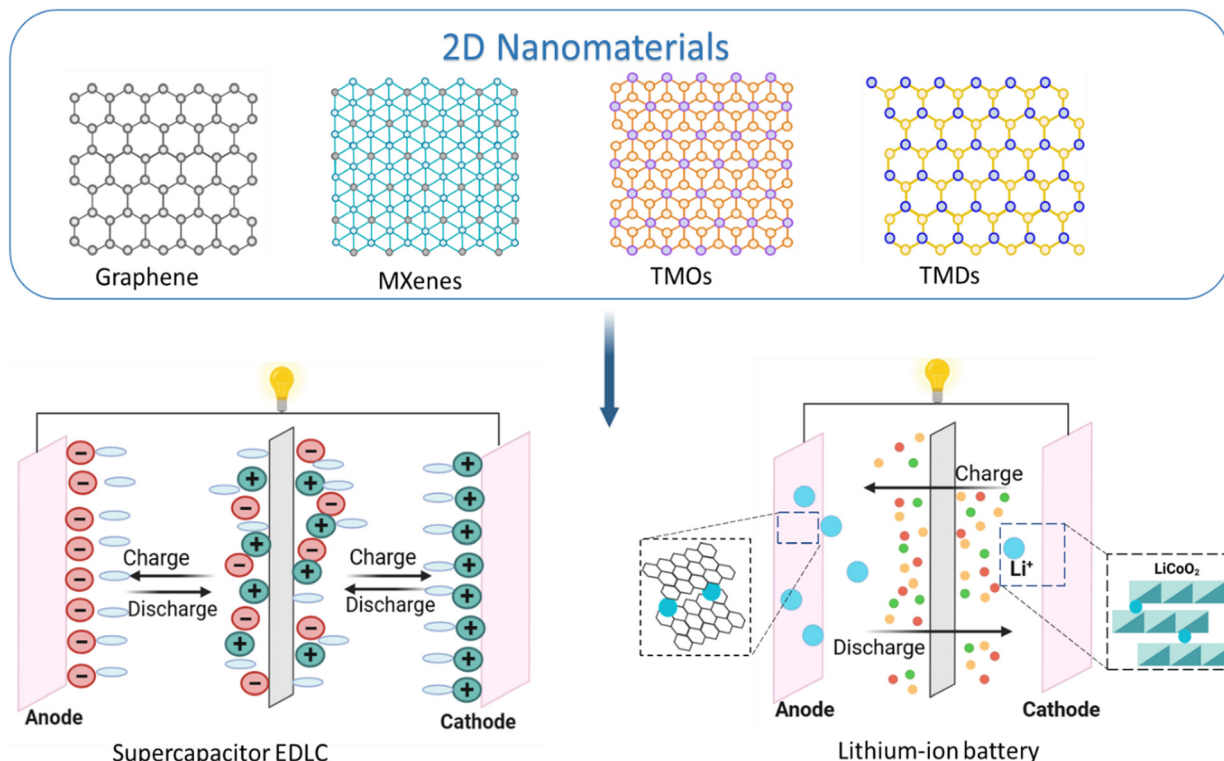 2D Nanomaterials
Graphene
MXenes
TMOs
TMDs
Charge
Discharge
Charge
Discharge
Anode
Cathode
Supercapacitor EDLC
Charge
Li⁺
LiCoO₂
Discharge
Anode
Cathode
Lithium-ion battery